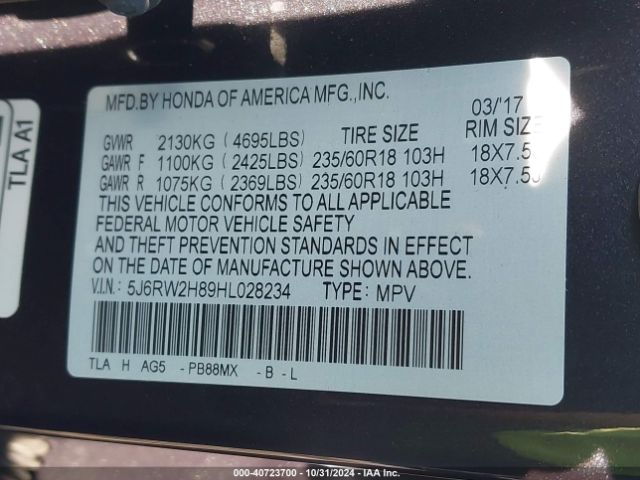 MFD.BY HONDA OF AMERICA MFG.,INC. 03/'17
GVWR 2130KG (4695LBS) TIRE SIZE RIM SIZE
GAWR F 1100KG (2425LBS) 235/60R18 103H 18X7.5
GAWR R 1075KG (2369LBS) 235/60R18 103H 18X7.5J
THIS VEHICLE CONFORMS TO ALL APPLICABLE
FEDERAL MOTOR VEHICLE SAFETY
AND THEFT PREVENTION STANDARDS IN EFFECT
ON THE DATE OF MANUFACTURE SHOWN ABOVE.
V.I.N.: 5J6RW2H89HL028234 TYPE: MPV
TLA H AG5 - PB88MX - B - L
TLA A1
000-40723700 - 10/31/2024 - IAA Inc.